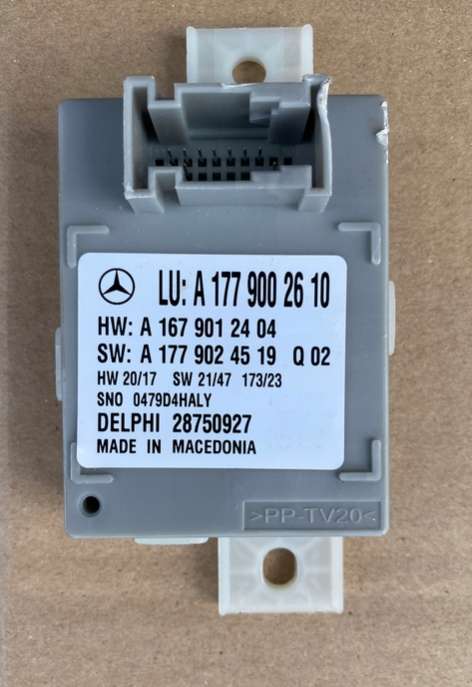 LU: A 177 900 26 10
HW: A 167 901 24 04
SW: A 177 902 45 19 Q 02
HW 20/17 SW 21/47 173/23
SNO 0479D4HALY
DELPHI 28750927
MADE IN MACEDONIA
>PP-TV20<